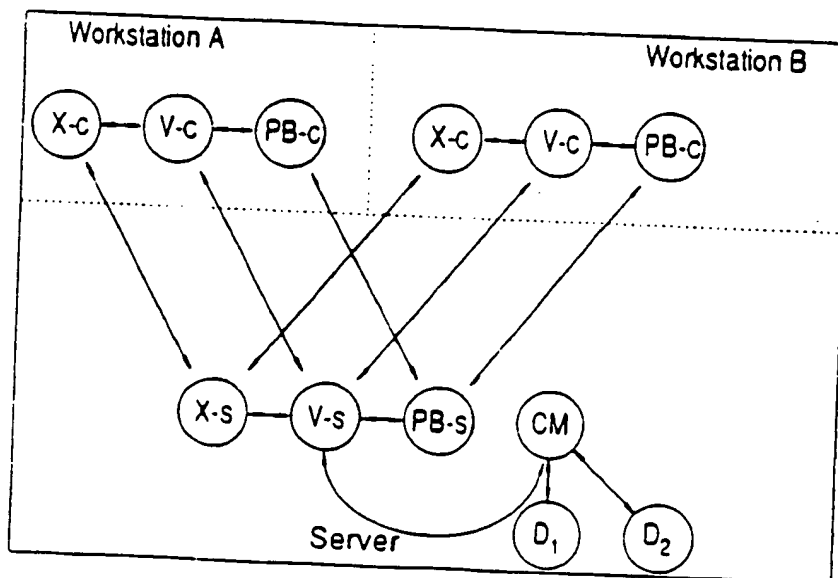 Workstation A
Workstation B
X-c
V-c
PB-c
X-c
V-c
PB-c
X-s
V-s
PB-s
CM
Server
D₁
D₂